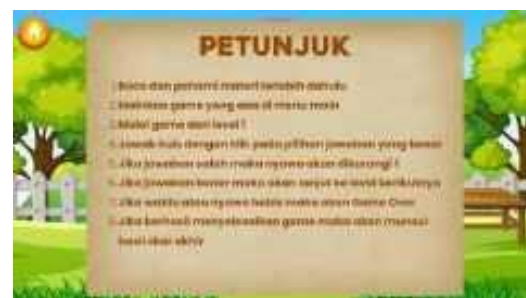 PETUNJUK
1. Baca dan pahami materi terlebih dahulu
2. Mainkan game yang ada di menu main
3. Mulai game dari level 1
4. Jawab kuis dengan klik pada pilihan jawaban yang benar
5. Jika jawaban salah maka nyawa akan dikurangi 1
6. Jika jawaban benar maka akan lanjut ke level berikutnya
7. Jika waktu atau nyawa habis maka akan Game Over
8. Jika berhasil menyelesaikan game maka akan muncul
hasil skor akhir